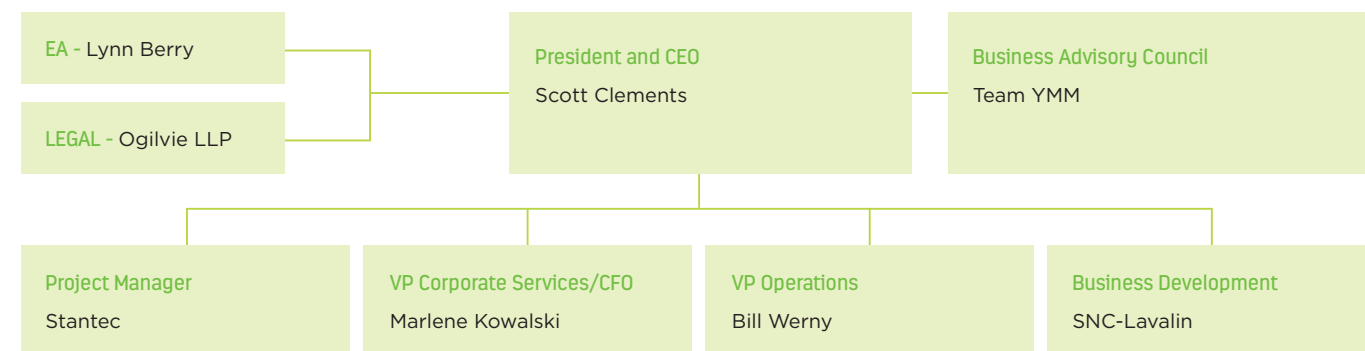 EA - Lynn Berry
LEGAL - Ogilvie LLP
President and CEO
Scott Clements
Business Advisory Council
Team YMM
Project Manager
Stantec
VP Corporate Services/CFO
Marlene Kowalski
VP Operations
Bill Werny
Business Development
SNC-Lavalin